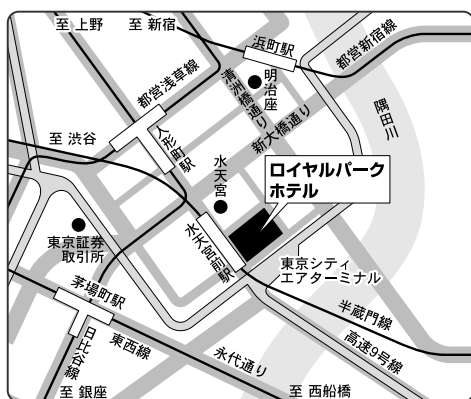 至 上野
至 新宿
浜町駅
都営新宿線
都営浅草線
清洲橋通り
明治座
隅田川
人形町駅
新大橋通り
至 渋谷
水天宮
ロイヤルパーク
ホテル
東京証券
取引所
水天宮前駅
東京シティ
エアターミナル
茅場町駅
半蔵門線
日比谷線
東西線
永代通り
高速9号線
至 銀座
至 西船橋